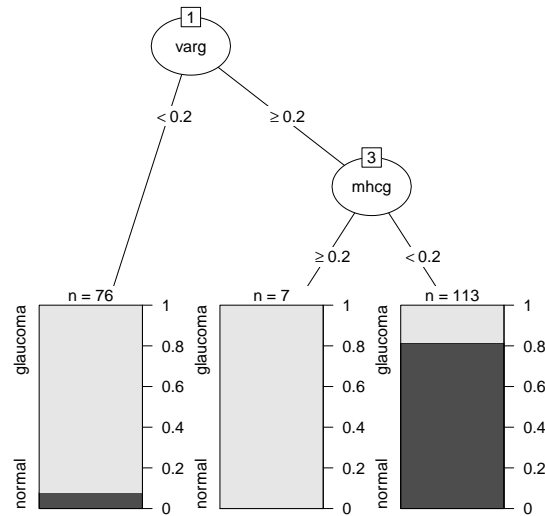 1
varg
< 0.2
≥ 0.2
3
mhcg
≥ 0.2
< 0.2
n = 76
normal
glaucoma
0
0.2
0.4
0.6
0.8
1
n = 7
normal
glaucoma
0
0.2
0.4
0.6
0.8
1
n = 113
normal
glaucoma
0
0.2
0.4
0.6
0.8
1